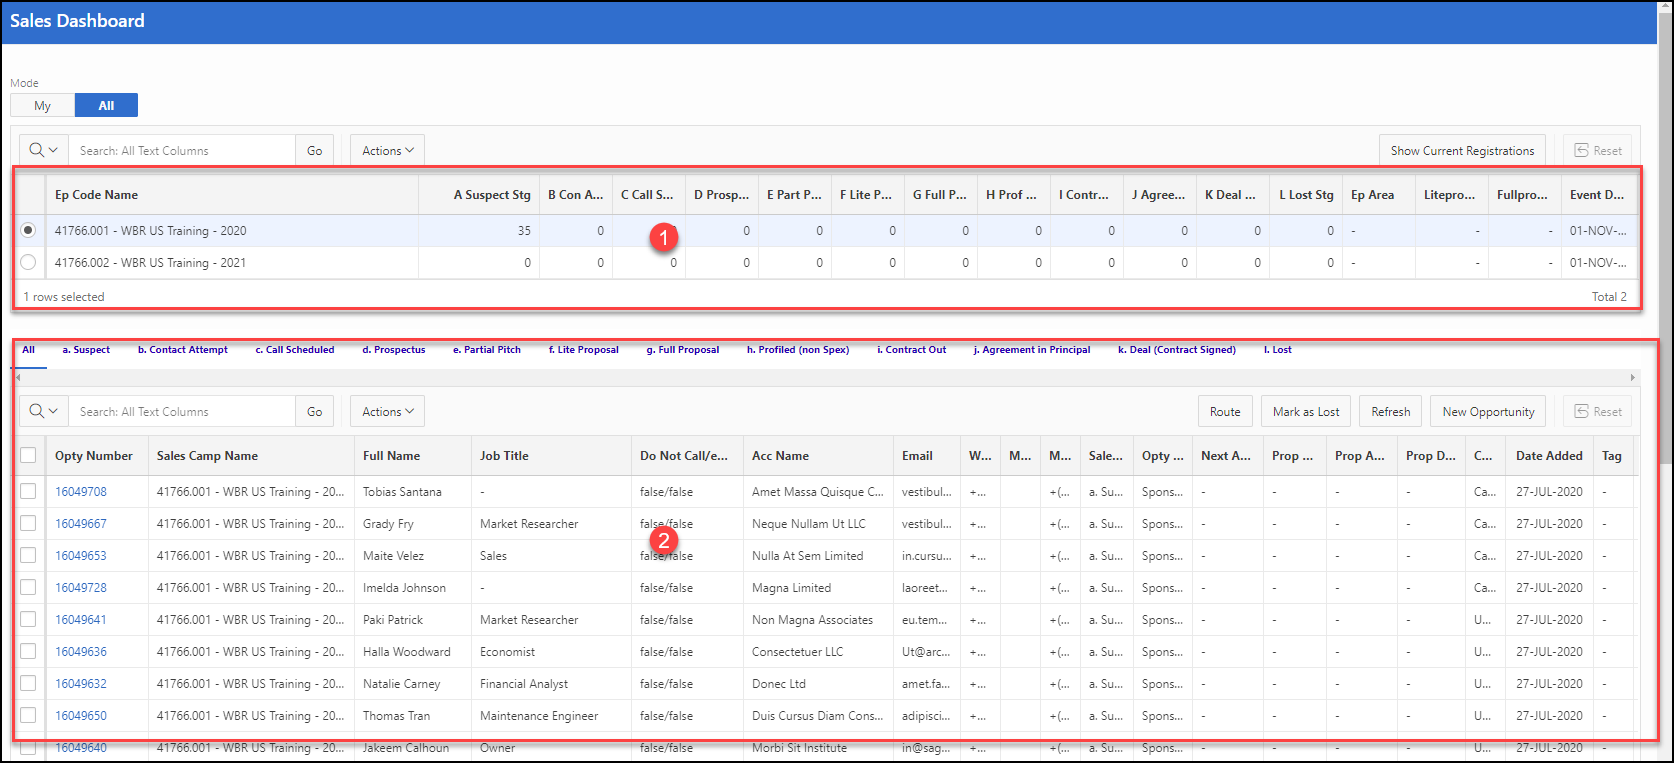 Sales Dashboard
Mode
My All
Search: All Text Columns Go Actions Show Current Registrations Reset
Ep Code Name A Suspect Stg B Con A... C Call S... D Prosp... E Part P... F Lite P... G Full P... H Prof ... I Contr... J Agree... K Deal ... L Lost Stg Ep Area Litepro... Fullpro... Event D...
41766.001 - WBR US Training - 2020 35 0 0 0 0 0 0 0 0 0 0 - - - 01-NOV-...
1
41766.002 - WBR US Training - 2021 0 0 0 0 0 0 0 0 0 0 0 0 - - - 01-NOV-...
1 rows selected Total 2
All a. Suspect b. Contact Attempt c. Call Scheduled d. Prospectus e. Partial Pitch f. Lite Proposal g. Full Proposal h. Profiled (non Spex) i. Contract Out j. Agreement in Principal k. Deal (Contract Signed) l. Lost
Search: All Text Columns Go Actions Route Mark as Lost Refresh New Opportunity Reset
Opty Number Sales Camp Name Full Name Job Title Do Not Call/e... Acc Name Email W... M... M... Sale... Opty ... Next A... Prop ... Prop A... Prop D... C... Date Added Tag
16049708 41766.001 - WBR US Training - 20... Tobias Santana - false/false Amet Massa Quisque C... vestibul... +... +(... a. Su... Spons... - - - - Ca... 27-JUL-2020 -
16049667 41766.001 - WBR US Training - 20... Grady Fry Market Researcher false/false Neque Nullam Ut LLC vestibul... +... +(... a. Su... Spons... - - - - Ca... 27-JUL-2020 -
2
16049653 41766.001 - WBR US Training - 20... Maite Velez Sales false/false Nulla At Sem Limited in.cursu... +... +(... a. Su... Spons... - - - - Ca... 27-JUL-2020 -
16049728 41766.001 - WBR US Training - 20... Imelda Johnson - false/false Magna Limited laoreet... +... +(... a. Su... Spons... - - - - Ca... 27-JUL-2020 -
16049641 41766.001 - WBR US Training - 20... Paki Patrick Market Researcher false/false Non Magna Associates eu.tem... +... +(... a. Su... Spons... - - - - U... 27-JUL-2020 -
16049636 41766.001 - WBR US Training - 20... Halla Woodward Economist false/false Consectetuer LLC Ut@arc... +... +(... a. Su... Spons... - - - - U... 27-JUL-2020 -
16049632 41766.001 - WBR US Training - 20... Natalie Carney Financial Analyst false/false Donec Ltd amet.fa... +... +(... a. Su... Spons... - - - - U... 27-JUL-2020 -
16049650 41766.001 - WBR US Training - 20... Thomas Tran Maintenance Engineer false/false Duis Cursus Diam Cons... adipisci... +... +(... a. Su... Spons... - - - - U... 27-JUL-2020 -
16049640 41766.001 - WBR US Training - 20... Jakeem Calhoun Owner false/false Morbi Sit Institute in@sag... +... +(... a. Su... Spons... - - - - U... 27-JUL-2020 -